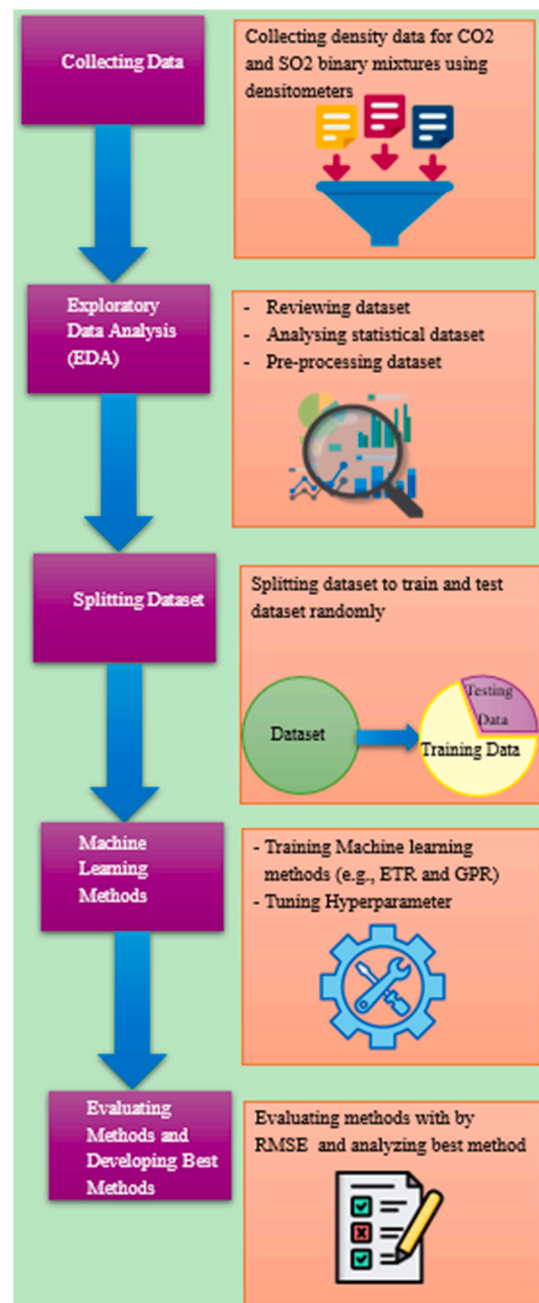 Collecting Data
Collecting density data for CO2
and SO2 binary mixtures using
densitometers
Exploratory
Data Analysis
(EDA)
- Reviewing dataset
- Analysing statistical dataset
- Pre-processing dataset
Splitting Dataset
Splitting dataset to train and test
dataset randomly
Dataset
Testing
Data
Training Data
Machine
Learning
Methods
- Training Machine learning
methods (e.g., ETR and GPR)
- Tuning Hyperparameter
Evaluating
Methods and
Developing Best
Methods
Evaluating methods with by
RMSE and analyzing best method